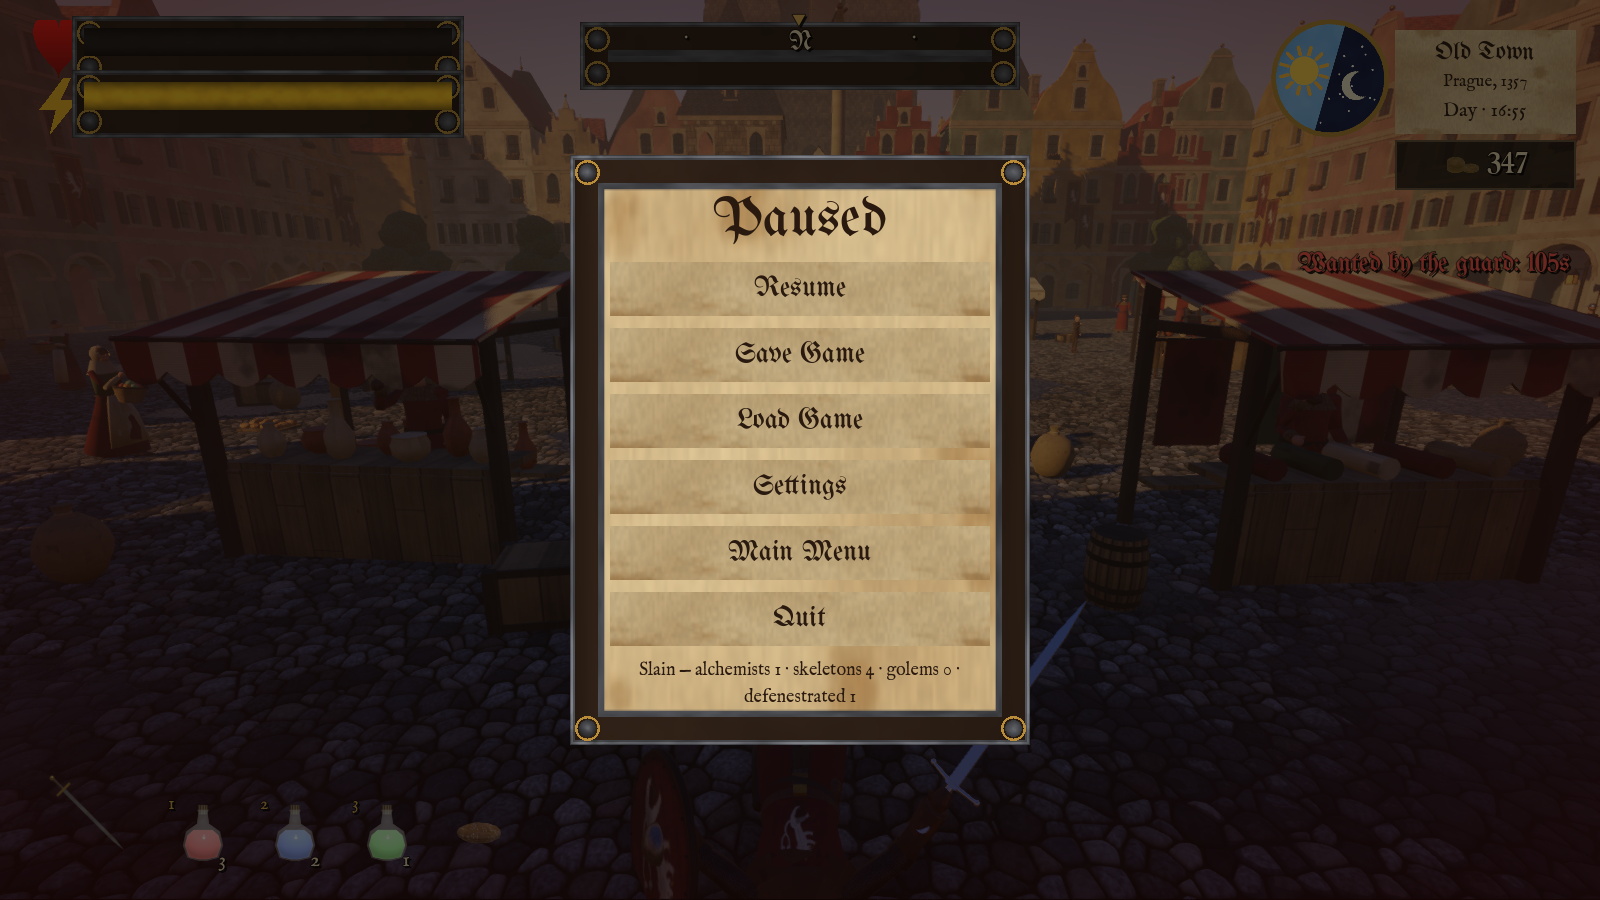 N
Old Town
Prague, 1357
Day · 16:55
347
Wanted by the guard: 105s
Paused
Resume
Save Game
Load Game
Settings
Main Menu
Quit
Slain – alchemists 1 · skeletons 4 · golems 0 ·
defenestrated 1
1 2 3
3 2 1